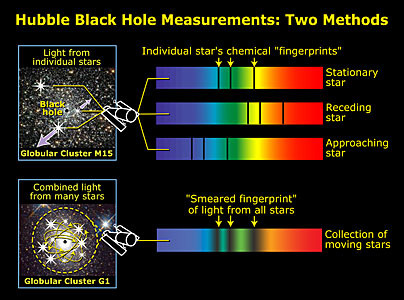 Hubble Black Hole Measurements: Two Methods
Light from
individual stars
Black
hole
Globular Cluster M15
Individual star's chemical "fingerprints"
Stationary
star
Receding
star
Approaching
star
Combined light
from many stars
Globular Cluster G1
"Smeared fingerprint"
of light from all stars
Collection of
moving stars